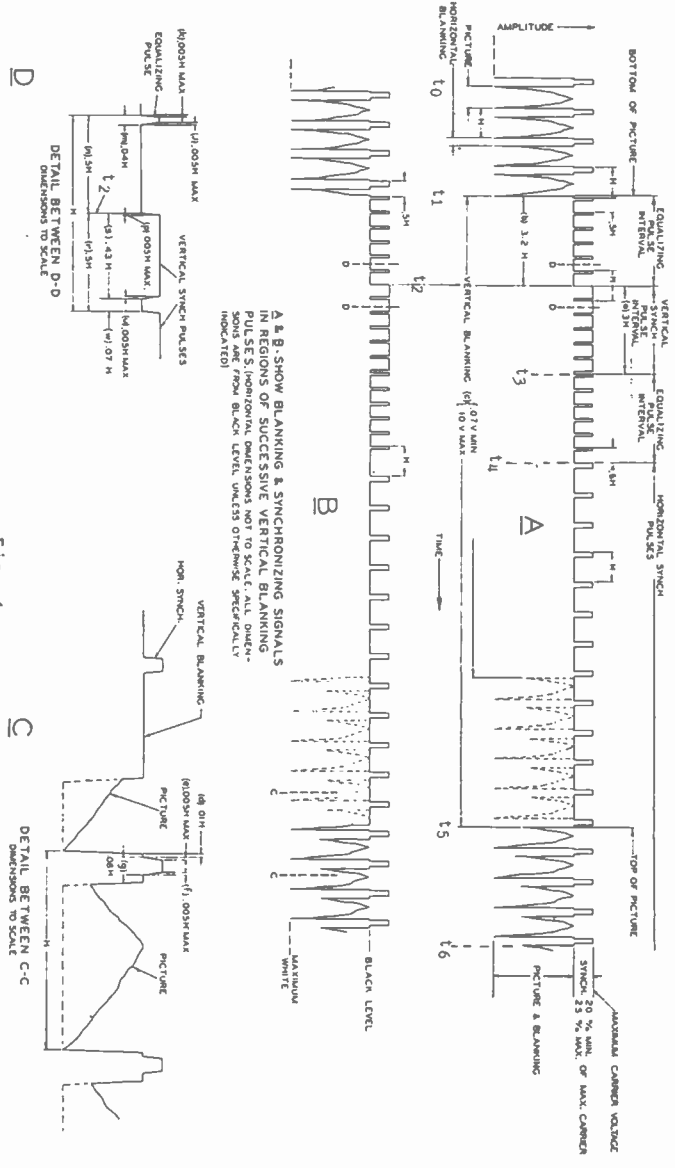 AMPLITUDE
BOTTOM OF PICTURE
EQUALIZING
PULSE
INTERVAL
VERTICAL
SYNCH
PULSE
INTERVAL
EQUALIZING
PULSE
INTERVAL
HORIZONTAL SYNCH
PULSES
TOP OF PICTURE
MAXIMUM CARRIER VOLTAGE
SYNCH. 20 % MIN.
25 % MAX. OF MAX. CARRIER
PICTURE & BLANKING
PICTURE
HORIZONTAL
BLANKING
H
H
.5H
H
(b) 3.2 H
(a) 3H
H
A
t0
t1
t2
t3
t4
t5
t6
VERTICAL BLANKING (c)
.07 V MIN
.10 V MAX
TIME
.5H
D
D
H
B
C
C
BLACK LEVEL
MAXIMUM
WHITE
A & B - SHOW BLANKING & SYNCHRONIZING SIGNALS
IN REGIONS OF SUCCESSIVE VERTICAL BLANKING
PULSES. (HORIZONTAL DIMENSIONS NOT TO SCALE. ALL DIMEN-
SIONS ARE FROM BLACK LEVEL UNLESS OTHERWISE SPECIFICALLY
INDICATED)
D
(k).005H MAX
EQUALIZING
PULSE
(l).005H MAX
(m).04H
(n).5H
H
t2
(p).005H MAX.
(r).5H
(s).43 H
VERTICAL SYNCH PULSES
(v).005H MAX
(w).07 H
DETAIL BETWEEN D-D
DIMENSIONS TO SCALE
C
HOR. SYNCH.
VERTICAL BLANKING
PICTURE
(d) .01H
(e).005H MAX
(f).005H MAX
(g)
.08H
PICTURE
H
DETAIL BETWEEN C-C
DIMENSIONS TO SCALE